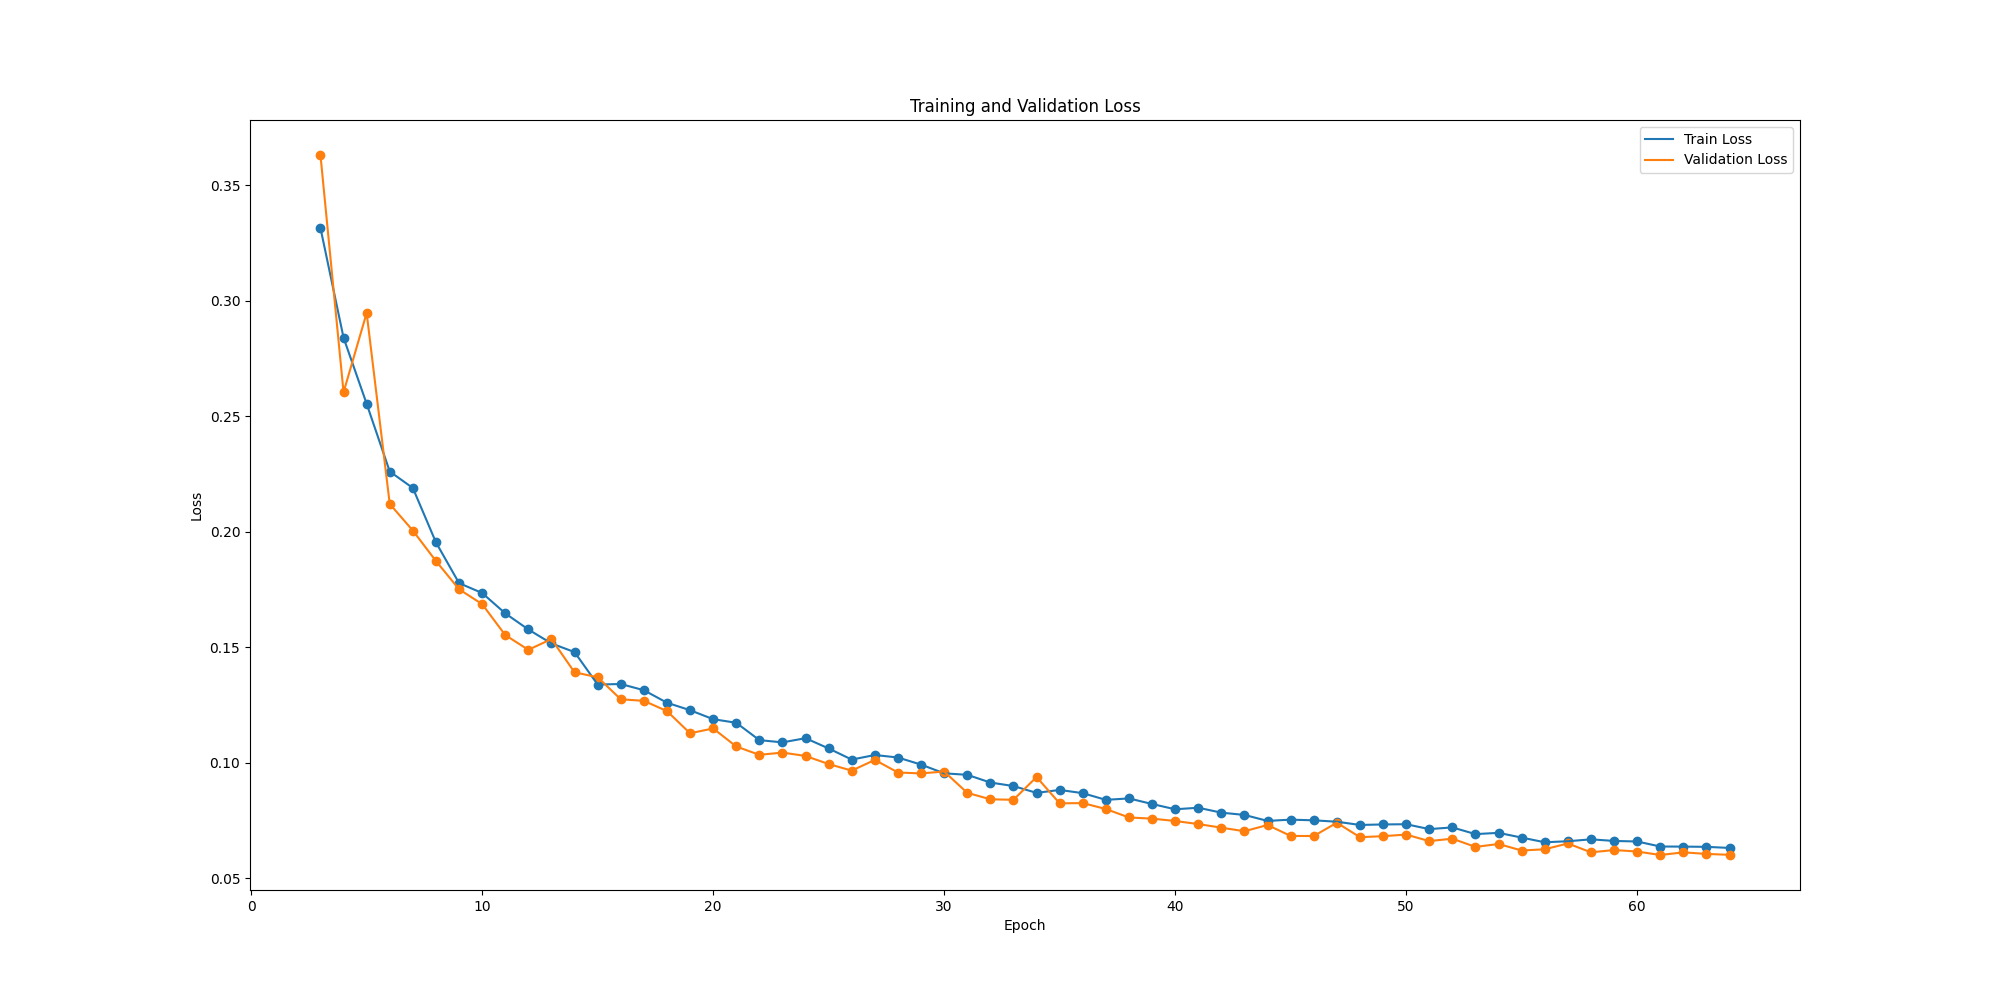 Training and Validation Loss
Train Loss
Validation Loss
0.35
0.30
0.25
0.20
0.15
0.10
0.05
Loss
0 10 20 30 40 50 60
Epoch